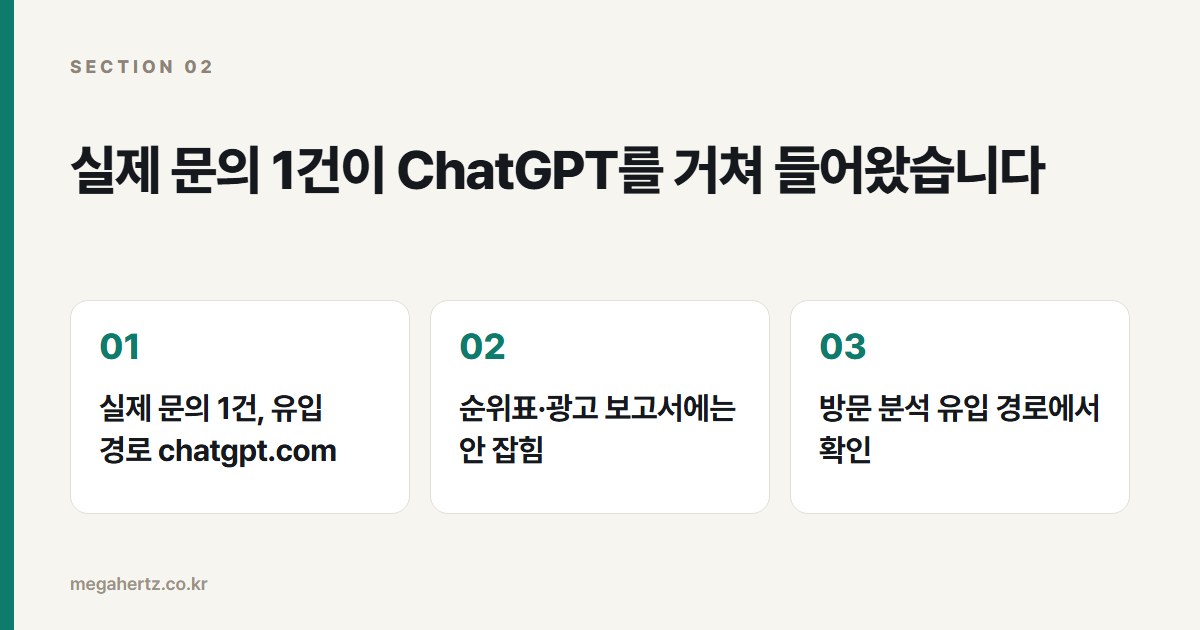 SECTION 02
실제 문의 1건이 ChatGPT를 거쳐 들어왔습니다
01
실제 문의 1건, 유입
경로 chatgpt.com
02
순위표·광고 보고서에는
안 잡힘
03
방문 분석 유입 경로에서
확인
megahertz.co.kr